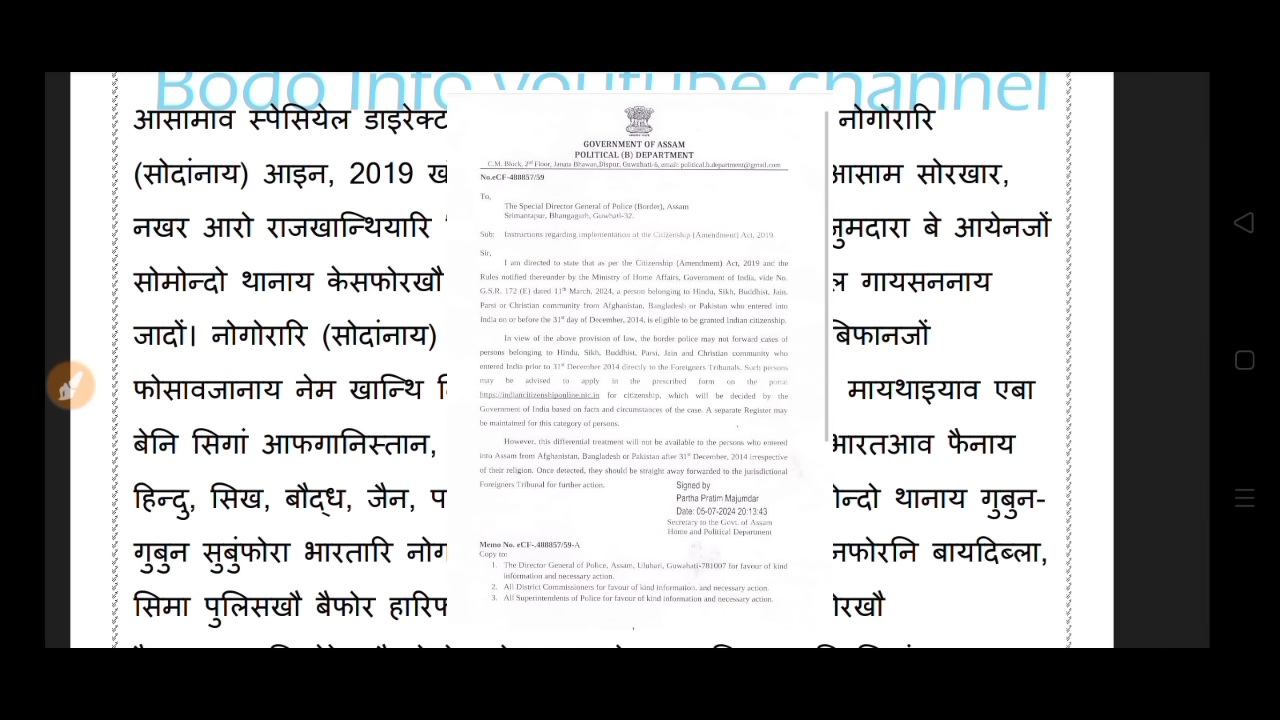 Bodo Info youtube channel
आसामाव स्पेसियेल डाइरेक्ट
नोगोरारि
(सोदांनाय) आइन, 2019
आसाम सोरखार,
नखर आरो राजखान्थियारि
जुमदारा बे आयेनजों
सोमोन्दो थानाय केसफोरखौ
गायसननाय
जादों। नोगोरारि (सोदांनाय)
बिफानजों
फोसावजानाय नेम खान्थि
मायथाइयाव एबा
बेनि सिगां आफगानिस्तान,
भारतआव फैनाय
हिन्दु, सिख, बौद्ध, जैन,
थानाय गुबुन-
गुबुन सुबुंफोरा भारतारि
बायदिब्ला,
सिमा पुलिसखौ बैफोर
GOVERNMENT OF ASSAM
POLITICAL (B) DEPARTMENT
C.M. Block, 2nd Floor, Janata Bhawan,Dispur, Guwahati-6, email: political.b.department@gmail.com
No.eCF-488857/59
To,
The Special Director General of Police (Border), Assam
Srimantapur, Bhangagarh, Guwhati-32.
Sub: Instructions regarding implementation of the Citizenship (Amendment) Act, 2019.
Sir,
I am directed to state that as per the Citizenship (Amendment) Act, 2019 and the
Rules notified thereunder by the Ministry of Home Affairs, Government of India, vide No.
G.S.R. 172 (E) dated 11th March, 2024, a person belonging to Hindu, Sikh, Buddhist, Jain,
Parsi or Christian community from Afghanistan, Bangladesh or Pakistan who entered into
India on or before the 31st day of December, 2014, is eligible to be granted Indian citizenship.
In view of the above provision of law, the border police may not forward cases of
persons belonging to Hindu, Sikh, Buddhist, Parsi, Jain and Christian community who
entered India prior to 31st December 2014 directly to the Foreigners Tribunals. Such persons
may be advised to apply in the prescribed form on the portal
https://indiancitizenshiponline.nic.in for citizenship, which will be decided by the
Government of India based on facts and circumstances of the case. A separate Register may
be maintained for this category of persons.
However, this differential treatment will not be available to the persons who entered
into Assam from Afghanistan, Bangladesh or Pakistan after 31st December, 2014 irrespective
of their religion. Once detected, they should be straight away forwarded to the jurisdictional
Foreigners Tribunal for further action.
Signed by
Partha Pratim Majumdar
Date: 05-07-2024 20:13:43
Secretary to the Govt. of Assam
Home and Political Department
Memo No. eCF-.488857/59-A
Copy to:
1. The Director General of Police, Assam, Ulubari, Guwahati-781007 for favour of kind
information and necessary action.
2. All District Commissioners for favour of kind information, and necessary action.
3. All Superintendents of Police for favour of kind information and necessary action.